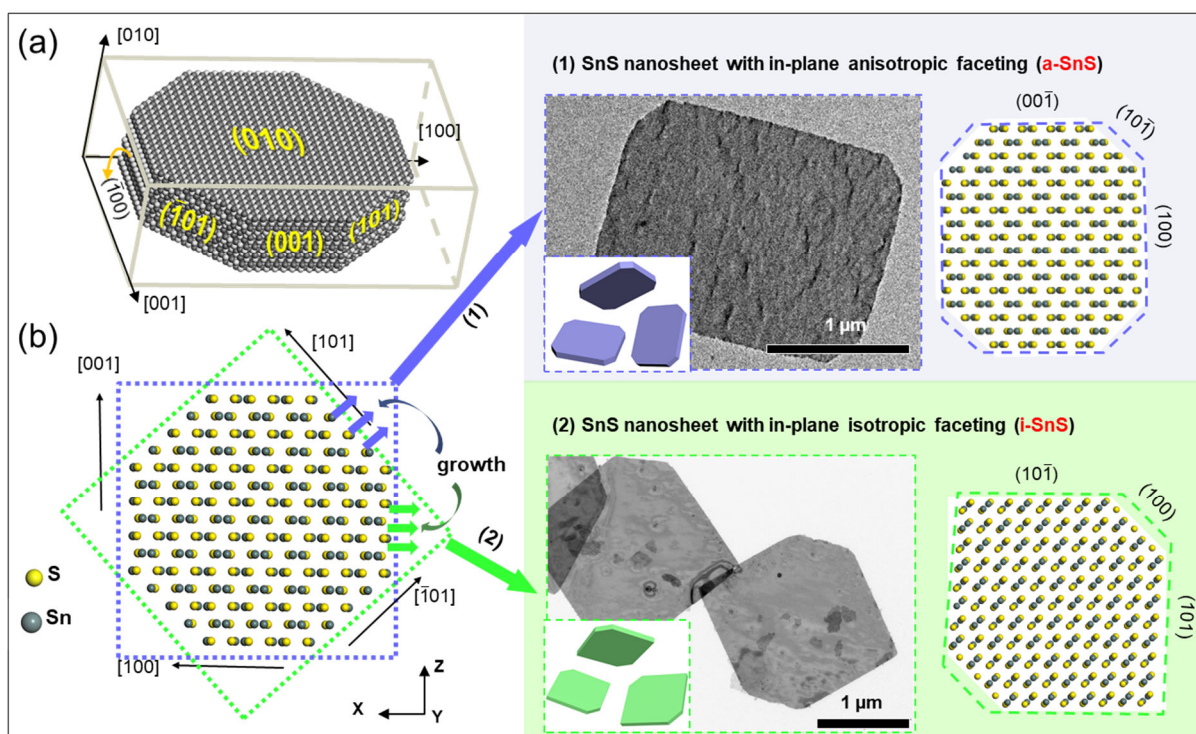 (a)
[010]
[100]
[001]
(010)
(1̄00)
(1̄01)
(001)
(101)
(b)
[001]
[101]
growth
(1)
(2)
[1̄01]
[100]
S
Sn
Z
X
Y
(1) SnS nanosheet with in-plane anisotropic faceting (a-SnS)
1 µm
(001̄)
(101̄)
(100)
(2) SnS nanosheet with in-plane isotropic faceting (i-SnS)
1 µm
(101̄)
(100)
(101)